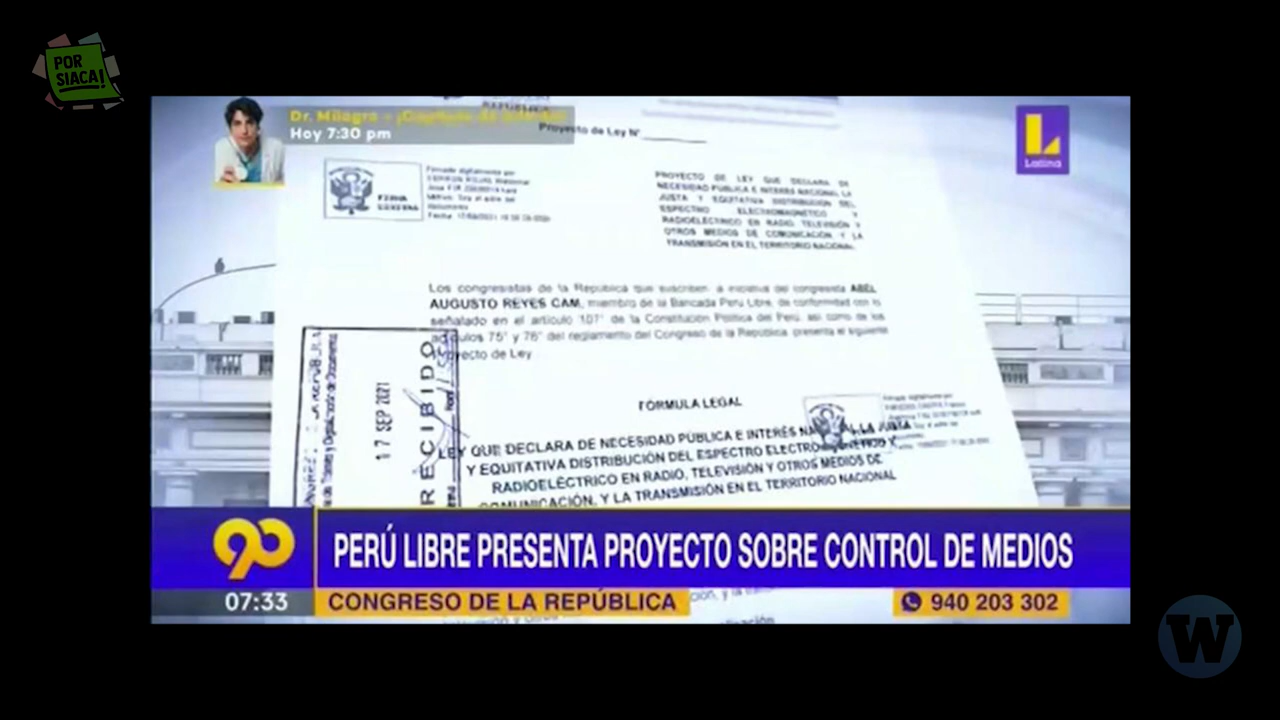 POR
SIACA!
Dr. Milagro -
Hoy 7:30 pm
Proyecto de Ley N°
Latina
PROYECTO DE LEY QUE DECLARA DE
NECESIDAD PÚBLICA E INTERÉS NACIONAL LA
JUSTA Y EQUITATIVA DISTRIBUCIÓN DEL
ESPECTRO ELECTROMAGNÉTICO Y
RADIOELÉCTRICO EN RADIO, TELEVISIÓN Y
OTROS MEDIOS DE COMUNICACIÓN Y LA
TRANSMISIÓN EN EL TERRITORIO NACIONAL
Firmado digitalmente por
FIRMA
Los congresistas de la República que suscriben, a iniciativa del congresista ABEL
AUGUSTO REYES CAM, miembro de la Bancada Perú Libre, de conformidad con lo
señalado en el artículo 107° de la Constitución Política del Perú, así como de los
artículos 75° y 76° del reglamento del Congreso de la República, presenta el siguiente
Proyecto de Ley
RECIBIDO
17 SEP 2021
FÓRMULA LEGAL
LEY QUE DECLARA DE NECESIDAD PÚBLICA E INTERÉS NACIONAL LA JUSTA
Y EQUITATIVA DISTRIBUCIÓN DEL ESPECTRO ELECTROMAGNÉTICO Y
RADIOELÉCTRICO EN RADIO, TELEVISIÓN Y OTROS MEDIOS DE
COMUNICACIÓN, Y LA TRANSMISIÓN EN EL TERRITORIO NACIONAL
90
PERÚ LIBRE PRESENTA PROYECTO SOBRE CONTROL DE MEDIOS
07:33
CONGRESO DE LA REPÚBLICA
940 203 302
W